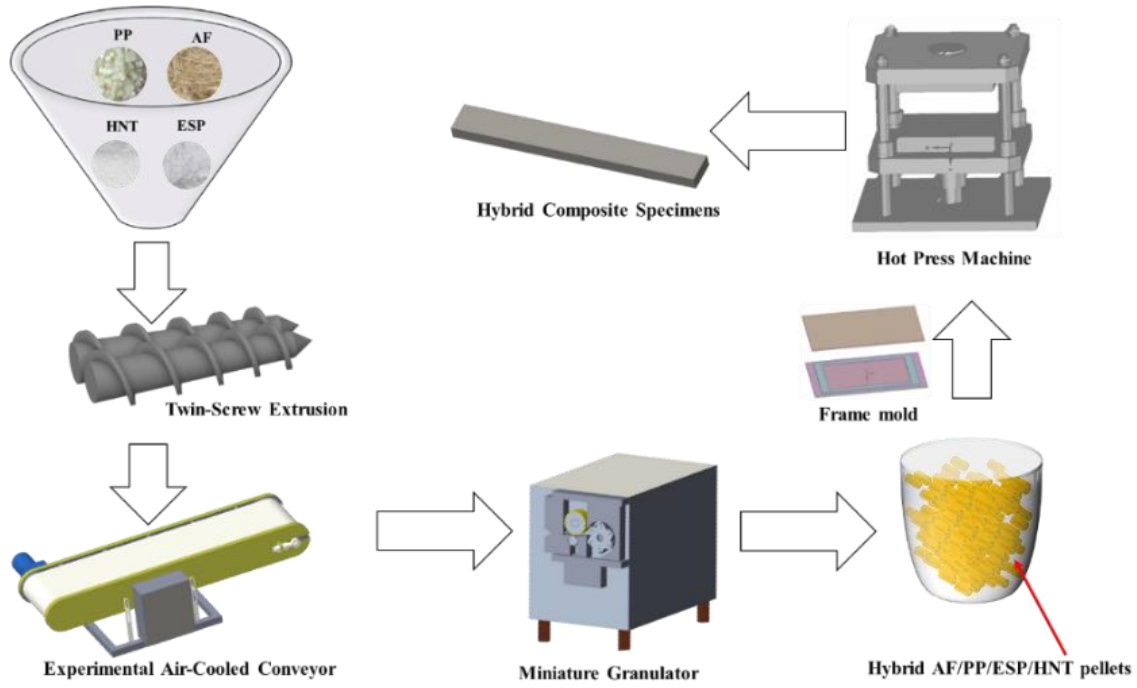 PP
AF
HNT
ESP
Hybrid Composite Specimens
Hot Press Machine
Twin-Screw Extrusion
Frame mold
Experimental Air-Cooled Conveyor
Miniature Granulator
Hybrid AF/PP/ESP/HNT pellets